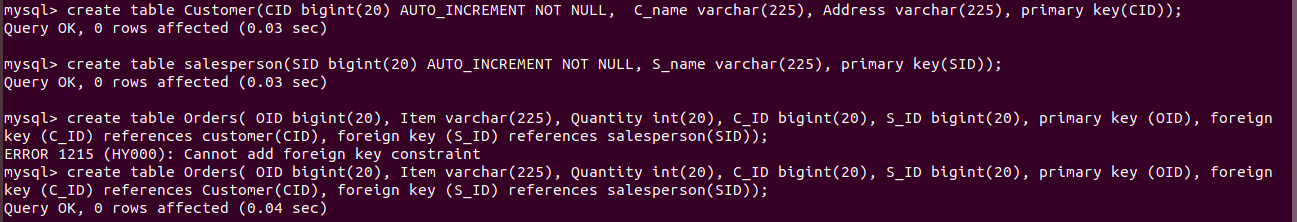 mysql> create table Customer(CID bigint(20) AUTO_INCREMENT NOT NULL,  C_name varchar(225), Address varchar(225), primary key(CID));
Query OK, 0 rows affected (0.03 sec)
mysql> create table salesperson(SID bigint(20) AUTO_INCREMENT NOT NULL, S_name varchar(225), primary key(SID));
Query OK, 0 rows affected (0.03 sec)
mysql> create table Orders( OID bigint(20), Item varchar(225), Quantity int(20), C_ID bigint(20), S_ID bigint(20), primary key (OID), foreign
key (C_ID) references customer(CID), foreign key (S_ID) references salesperson(SID));
ERROR 1215 (HY000): Cannot add foreign key constraint
mysql> create table Orders( OID bigint(20), Item varchar(225), Quantity int(20), C_ID bigint(20), S_ID bigint(20), primary key (OID), foreign
key (C_ID) references Customer(CID), foreign key (S_ID) references salesperson(SID));
Query OK, 0 rows affected (0.04 sec)